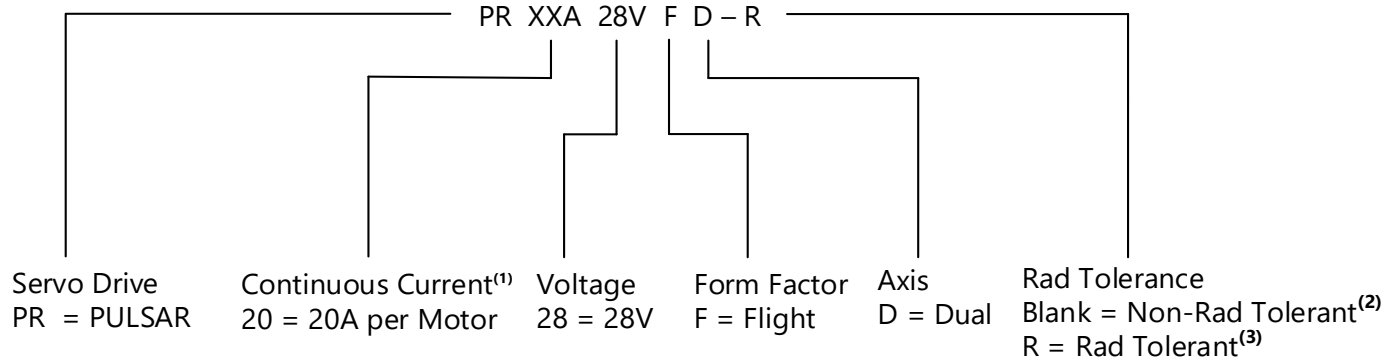 PR XXA 28V F D – R
Servo Drive
PR = PULSAR
Continuous Current⁽¹⁾
20 = 20A per Motor
Voltage
28 = 28V
Form Factor
F = Flight
Axis
D = Dual
Rad Tolerance
Blank = Non-Rad Tolerant⁽²⁾
R = Rad Tolerant⁽³⁾